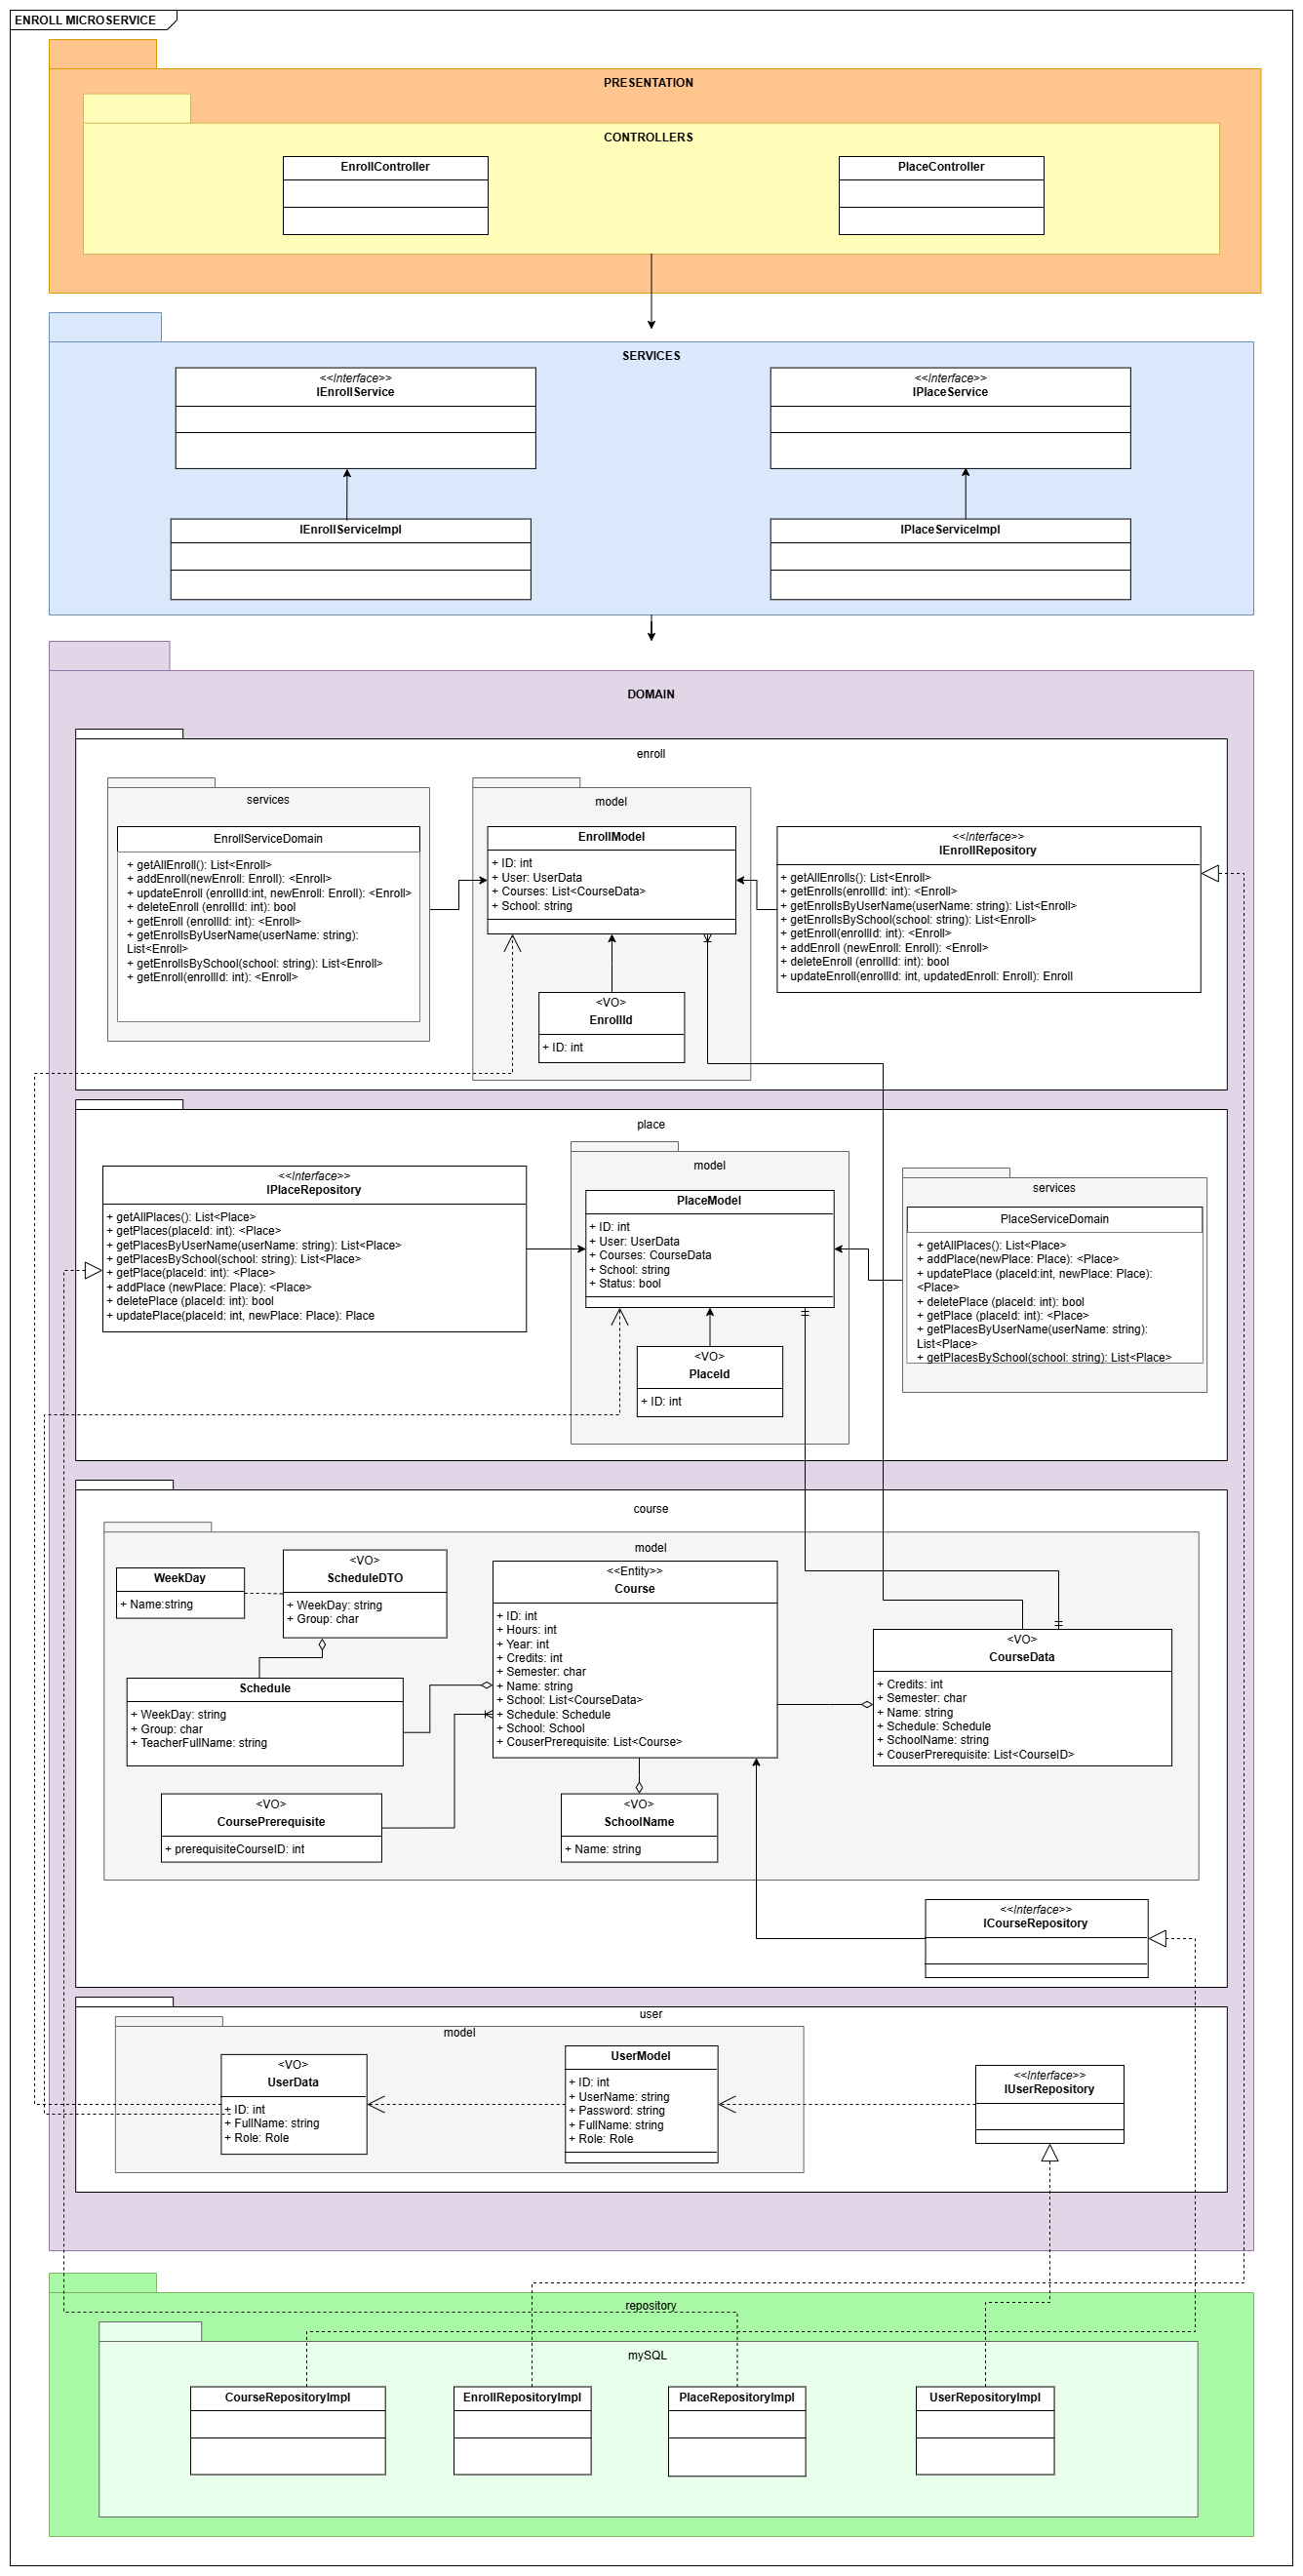 ENROLL MICROSERVICE
PRESENTATION
CONTROLLERS
EnrollController
PlaceController
SERVICES
<<Interface>>
IEnrollService
<<Interface>>
IPlaceService
IEnrollServiceImpl
IPlaceServiceImpl
DOMAIN
enroll
services
EnrollServiceDomain
+ getAllEnroll(): List<Enroll>
+ addEnroll(newEnroll: Enroll): <Enroll>
+ updateEnroll (enrollId:int, newEnroll: Enroll): <Enroll>
+ deleteEnroll (enrollId: int): bool
+ getEnroll (enrollId: int): <Enroll>
+ getEnrollsByUserName(userName: string):
List<Enroll>
+ getEnrollsBySchool(school: string): List<Enroll>
+ getEnroll(enrollId: int): <Enroll>
model
EnrollModel
+ ID: int
+ User: UserData
+ Courses: List<CourseData>
+ School: string
<VO>
EnrollId
+ ID: int
<<Interface>>
IEnrollRepository
+ getAllEnrolls(): List<Enroll>
+ getEnrolls(enrollId: int): <Enroll>
+ getEnrollsByUserName(userName: string): List<Enroll>
+ getEnrollsBySchool(school: string): List<Enroll>
+ getEnroll(enrollId: int): <Enroll>
+ addEnroll (newEnroll: Enroll): <Enroll>
+ deleteEnroll (enrollId: int): bool
+ updateEnroll(enrollId: int, updatedEnroll: Enroll): Enroll
place
<<Interface>>
IPlaceRepository
+ getAllPlaces(): List<Place>
+ getPlaces(placeId: int): <Place>
+ getPlacesByUserName(userName: string): List<Place>
+ getPlacesBySchool(school: string): List<Place>
+ getPlace(placeId: int): <Place>
+ addPlace (newPlace: Place): <Place>
+ deletePlace (placeId: int): bool
+ updatePlace(placeId: int, newPlace: Place): Place
model
PlaceModel
+ ID: int
+ User: UserData
+ Courses: CourseData
+ School: string
+ Status: bool
<VO>
PlaceId
+ ID: int
services
PlaceServiceDomain
+ getAllPlaces(): List<Place>
+ addPlace(newPlace: Place): <Place>
+ updatePlace (placeId:int, newPlace: Place):
<Place>
+ deletePlace (placeId: int): bool
+ getPlace (placeId: int): <Place>
+ getPlacesByUserName(userName: string):
List<Place>
+ getPlacesBySchool(school: string): List<Place>
course
model
WeekDay
+ Name:string
<VO>
ScheduleDTO
+ WeekDay: string
+ Group: char
Schedule
+ WeekDay: string
+ Group: char
+ TeacherFullName: string
<VO>
CoursePrerequisite
+ prerequisiteCourseID: int
<<Entity>>
Course
+ ID: int
+ Hours: int
+ Year: int
+ Credits: int
+ Semester: char
+ Name: string
+ School: List<CourseData>
+ Schedule: Schedule
+ School: School
+ CouserPrerequisite: List<Course>
<VO>
SchoolName
+ Name: string
<VO>
CourseData
+ Credits: int
+ Semester: char
+ Name: string
+ Schedule: Schedule
+ SchoolName: string
+ CouserPrerequisite: List<CourseID>
<<Interface>>
ICourseRepository
user
model
<VO>
UserData
+ ID: int
+ FullName: string
+ Role: Role
UserModel
+ ID: int
+ UserName: string
+ Password: string
+ FullName: string
+ Role: Role
<<Interface>>
IUserRepository
repository
mySQL
CourseRepositoryImpl
EnrollRepositoryImpl
PlaceRepositoryImpl
UserRepositoryImpl